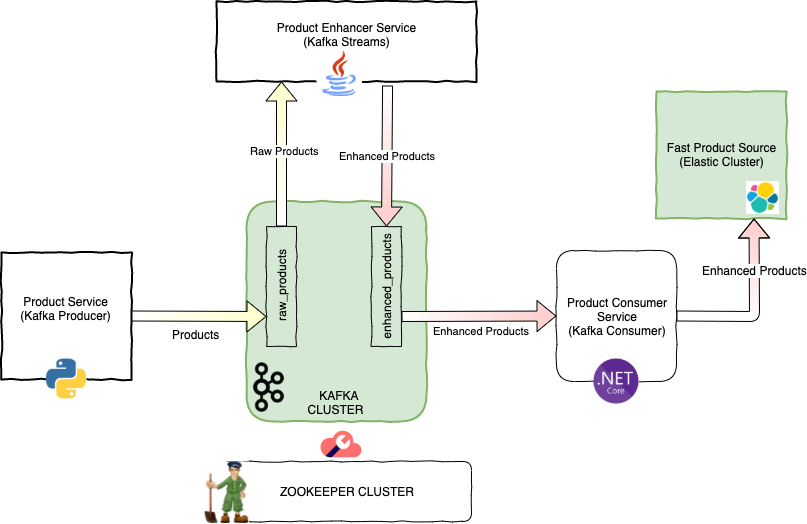 Product Enhancer Service
(Kafka Streams)
Raw Products
Enhanced Products
Fast Product Source
(Elastic Cluster)
raw_products
enhanced_products
Product Service
(Kafka Producer)
Products
Enhanced Products
Product Consumer
Service
(Kafka Consumer)
Enhanced Products
.NET
Core
KAFKA
CLUSTER
ZOOKEEPER CLUSTER